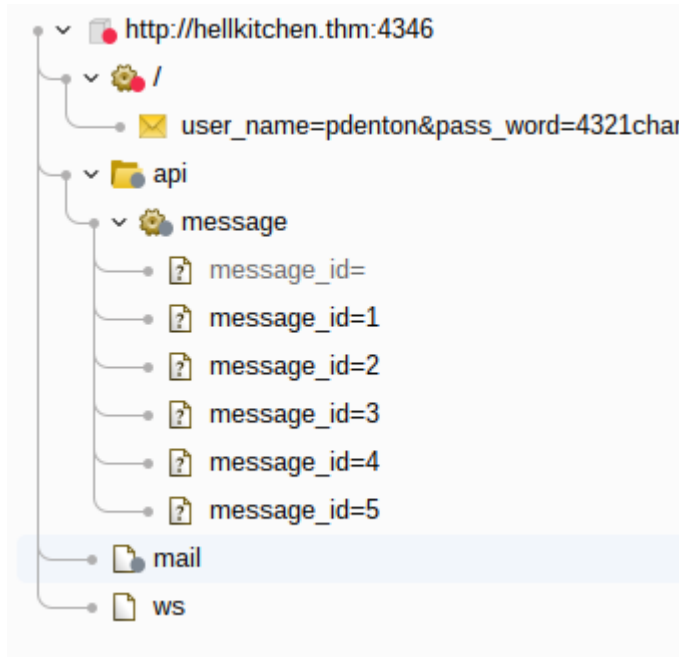 http://hellkitchen.thm:4346
/
user_name=pdenton&pass_word=4321char
api
message
message_id=
message_id=1
message_id=2
message_id=3
message_id=4
message_id=5
mail
ws